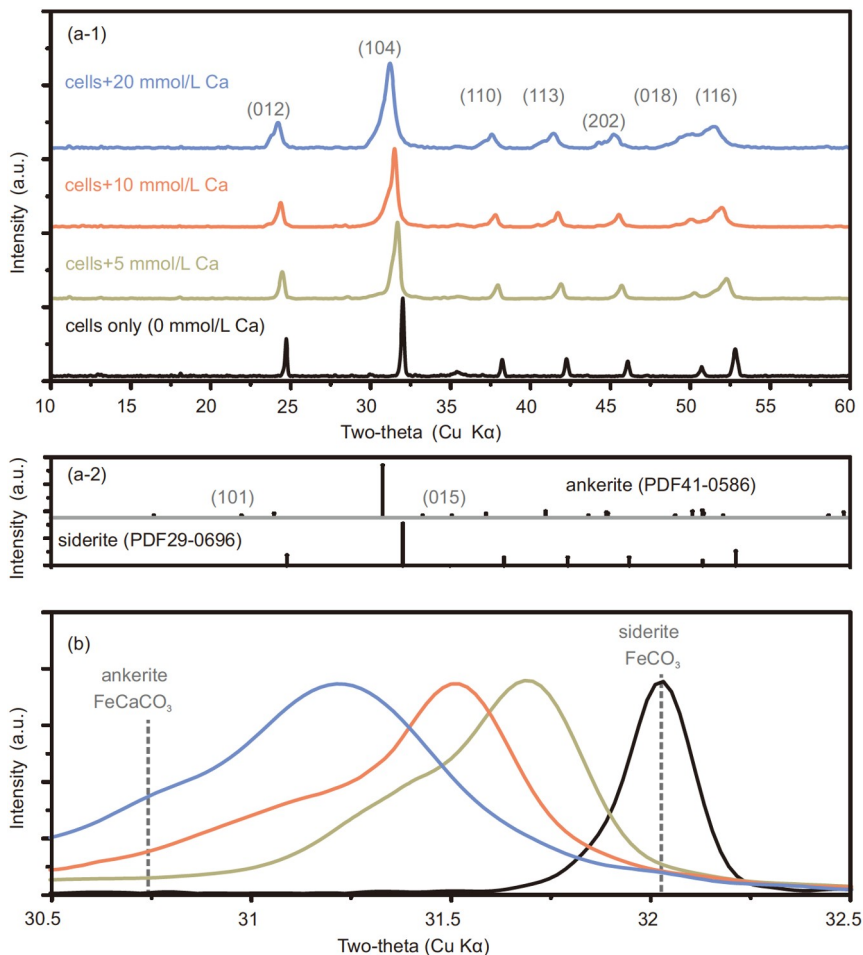 (a-1)
(104)
cells+20 mmol/L Ca
(012)
(110)
(113)
(202)
(018)
(116)
cells+10 mmol/L Ca
cells+5 mmol/L Ca
cells only (0 mmol/L Ca)
Intensity (a.u.)
10 15 20 25 30 35 40 45 50 55 60
Two-theta (Cu Kα)
(a-2)
(101)
(015)
ankerite (PDF41-0586)
siderite (PDF29-0696)
Intensity (a.u.)
(b)
ankerite
FeCaCO₃
siderite
FeCO₃
Intensity (a.u.)
30.5 31 31.5 32 32.5
Two-theta (Cu Kα)